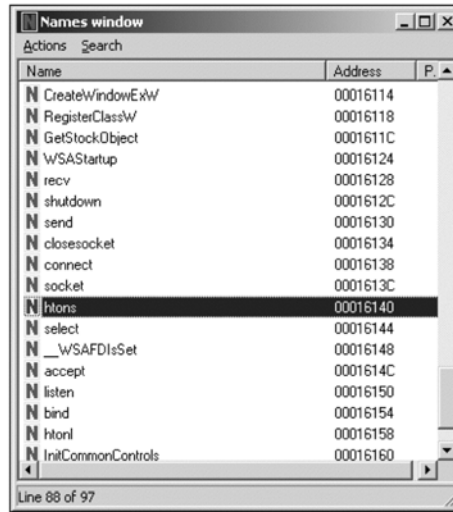 Names window
Actions Search
Name Address P.
N CreateWindowExW 00016114
N RegisterClassW 00016118
N GetStockObject 0001611C
N WSAStartup 00016124
N recv 00016128
N shutdown 0001612C
N send 00016130
N closesocket 00016134
N connect 00016138
N socket 0001613C
N htons 00016140
N select 00016144
N __WSAFDIsSet 00016148
N accept 0001614C
N listen 00016150
N bind 00016154
N htonl 00016158
N InitCommonControls 00016160
Line 88 of 97